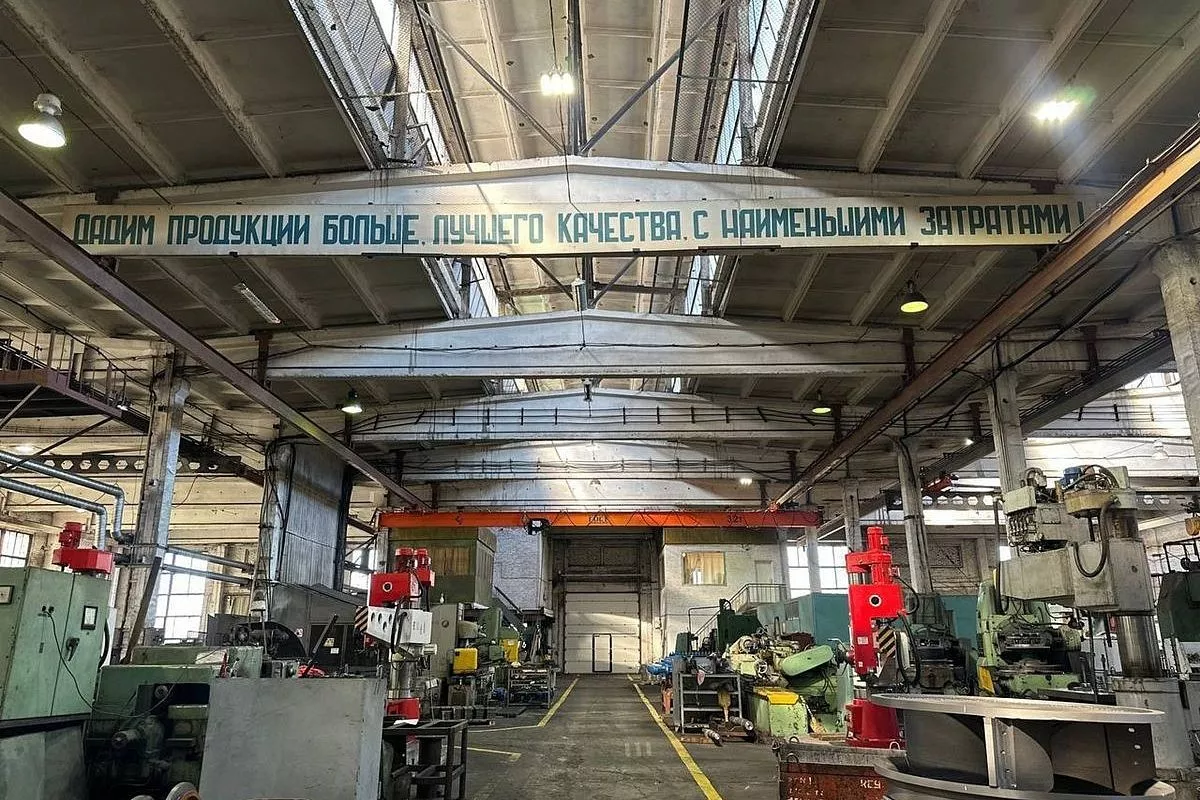 ДАДИМ ПРОДУКЦИИ БОЛЬШЕ, ЛУЧШЕГО КАЧЕСТВА, С НАИМЕНЬШИМИ ЗАТРАТАМИ!